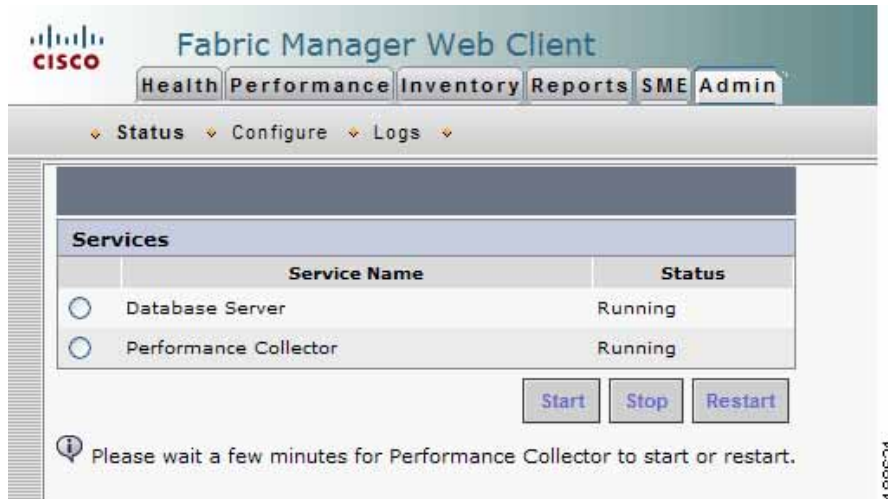 CISCO
Fabric Manager Web Client
Health Performance Inventory Reports SME Admin
Status Configure Logs
Services
Service Name Status
Database Server Running
Performance Collector Running
Start Stop Restart
Please wait a few minutes for Performance Collector to start or restart.